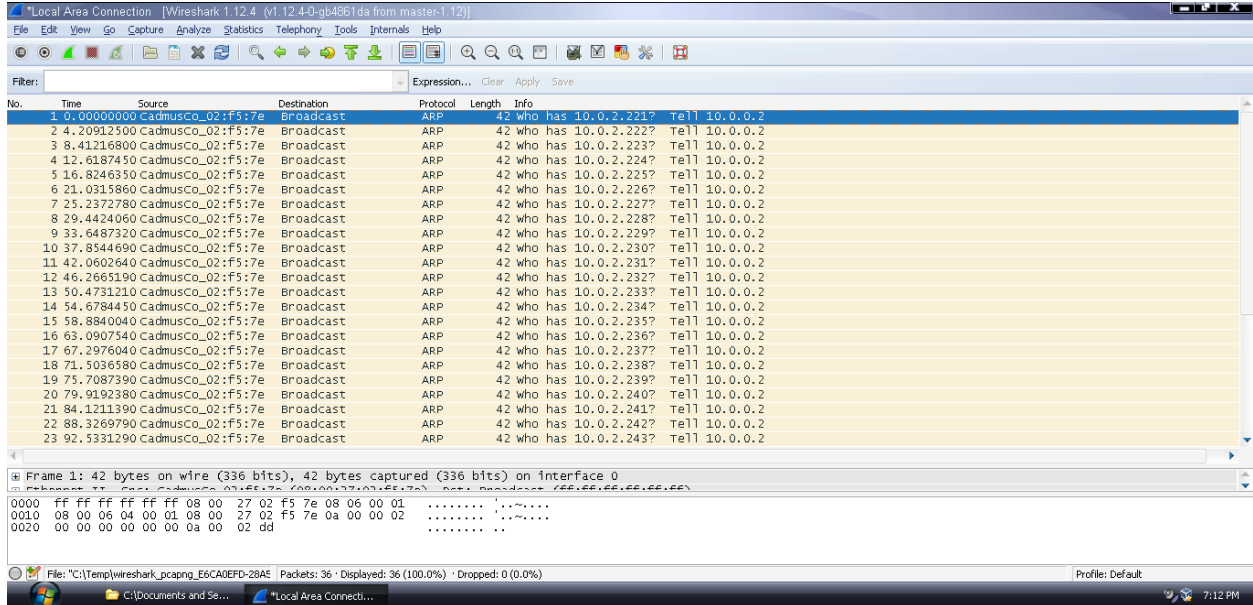 *Local Area Connection [Wireshark 1.12.4 (v1.12.4-0-gb4861da from master-1.12)]
File Edit View Go Capture Analyze Statistics Telephony Tools Internals Help
Filter: Expression... Clear Apply Save
No. Time Source Destination Protocol Length Info
1 0.00000000 CadmusCo_02:f5:7e Broadcast ARP 42 who has 10.0.2.221? Tell 10.0.0.2
2 4.20912500 CadmusCo_02:f5:7e Broadcast ARP 42 who has 10.0.2.222? Tell 10.0.0.2
3 8.41216800 CadmusCo_02:f5:7e Broadcast ARP 42 who has 10.0.2.223? Tell 10.0.0.2
4 12.6187450 CadmusCo_02:f5:7e Broadcast ARP 42 who has 10.0.2.224? Tell 10.0.0.2
5 16.8246350 CadmusCo_02:f5:7e Broadcast ARP 42 who has 10.0.2.225? Tell 10.0.0.2
6 21.0315860 CadmusCo_02:f5:7e Broadcast ARP 42 who has 10.0.2.226? Tell 10.0.0.2
7 25.2372780 CadmusCo_02:f5:7e Broadcast ARP 42 who has 10.0.2.227? Tell 10.0.0.2
8 29.4424060 CadmusCo_02:f5:7e Broadcast ARP 42 who has 10.0.2.228? Tell 10.0.0.2
9 33.6487320 CadmusCo_02:f5:7e Broadcast ARP 42 who has 10.0.2.229? Tell 10.0.0.2
10 37.8544690 CadmusCo_02:f5:7e Broadcast ARP 42 who has 10.0.2.230? Tell 10.0.0.2
11 42.0602640 CadmusCo_02:f5:7e Broadcast ARP 42 who has 10.0.2.231? Tell 10.0.0.2
12 46.2665190 CadmusCo_02:f5:7e Broadcast ARP 42 who has 10.0.2.232? Tell 10.0.0.2
13 50.4731210 CadmusCo_02:f5:7e Broadcast ARP 42 who has 10.0.2.233? Tell 10.0.0.2
14 54.6784450 CadmusCo_02:f5:7e Broadcast ARP 42 who has 10.0.2.234? Tell 10.0.0.2
15 58.8840040 CadmusCo_02:f5:7e Broadcast ARP 42 who has 10.0.2.235? Tell 10.0.0.2
16 63.0907540 CadmusCo_02:f5:7e Broadcast ARP 42 who has 10.0.2.236? Tell 10.0.0.2
17 67.2976040 CadmusCo_02:f5:7e Broadcast ARP 42 who has 10.0.2.237? Tell 10.0.0.2
18 71.5036580 CadmusCo_02:f5:7e Broadcast ARP 42 who has 10.0.2.238? Tell 10.0.0.2
19 75.7087390 CadmusCo_02:f5:7e Broadcast ARP 42 who has 10.0.2.239? Tell 10.0.0.2
20 79.9192380 CadmusCo_02:f5:7e Broadcast ARP 42 who has 10.0.2.240? Tell 10.0.0.2
21 84.1211390 CadmusCo_02:f5:7e Broadcast ARP 42 who has 10.0.2.241? Tell 10.0.0.2
22 88.3269790 CadmusCo_02:f5:7e Broadcast ARP 42 who has 10.0.2.242? Tell 10.0.0.2
23 92.5331290 CadmusCo_02:f5:7e Broadcast ARP 42 who has 10.0.2.243? Tell 10.0.0.2
Frame 1: 42 bytes on wire (336 bits), 42 bytes captured (336 bits) on interface 0
Ethernet II, Src: CadmusCo_02:f5:7e (08:00:27:02:f5:7e), Dst: Broadcast (ff:ff:ff:ff:ff:ff)
0000 ff ff ff ff ff ff 08 00 27 02 f5 7e 08 06 00 01 ........ '..~....
0010 08 00 06 04 00 01 08 00 27 02 f5 7e 0a 00 00 02 ........ '..~....
0020 00 00 00 00 00 00 0a 00 02 dd ........ ..
File: "C:\Temp\wireshark_pcapng_E6CA0EFD-28A5 Packets: 36 · Displayed: 36 (100.0%) · Dropped: 0 (0.0%) Profile: Default
C:\Documents and Se... *Local Area Connecti... 7:12 PM